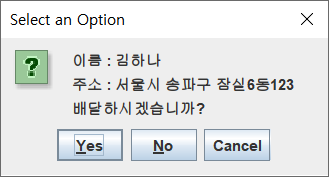 Select an Option
이름 : 김하나
주소 : 서울시 송파구 잠실6동123
배달하시겠습니까?
Yes No Cancel